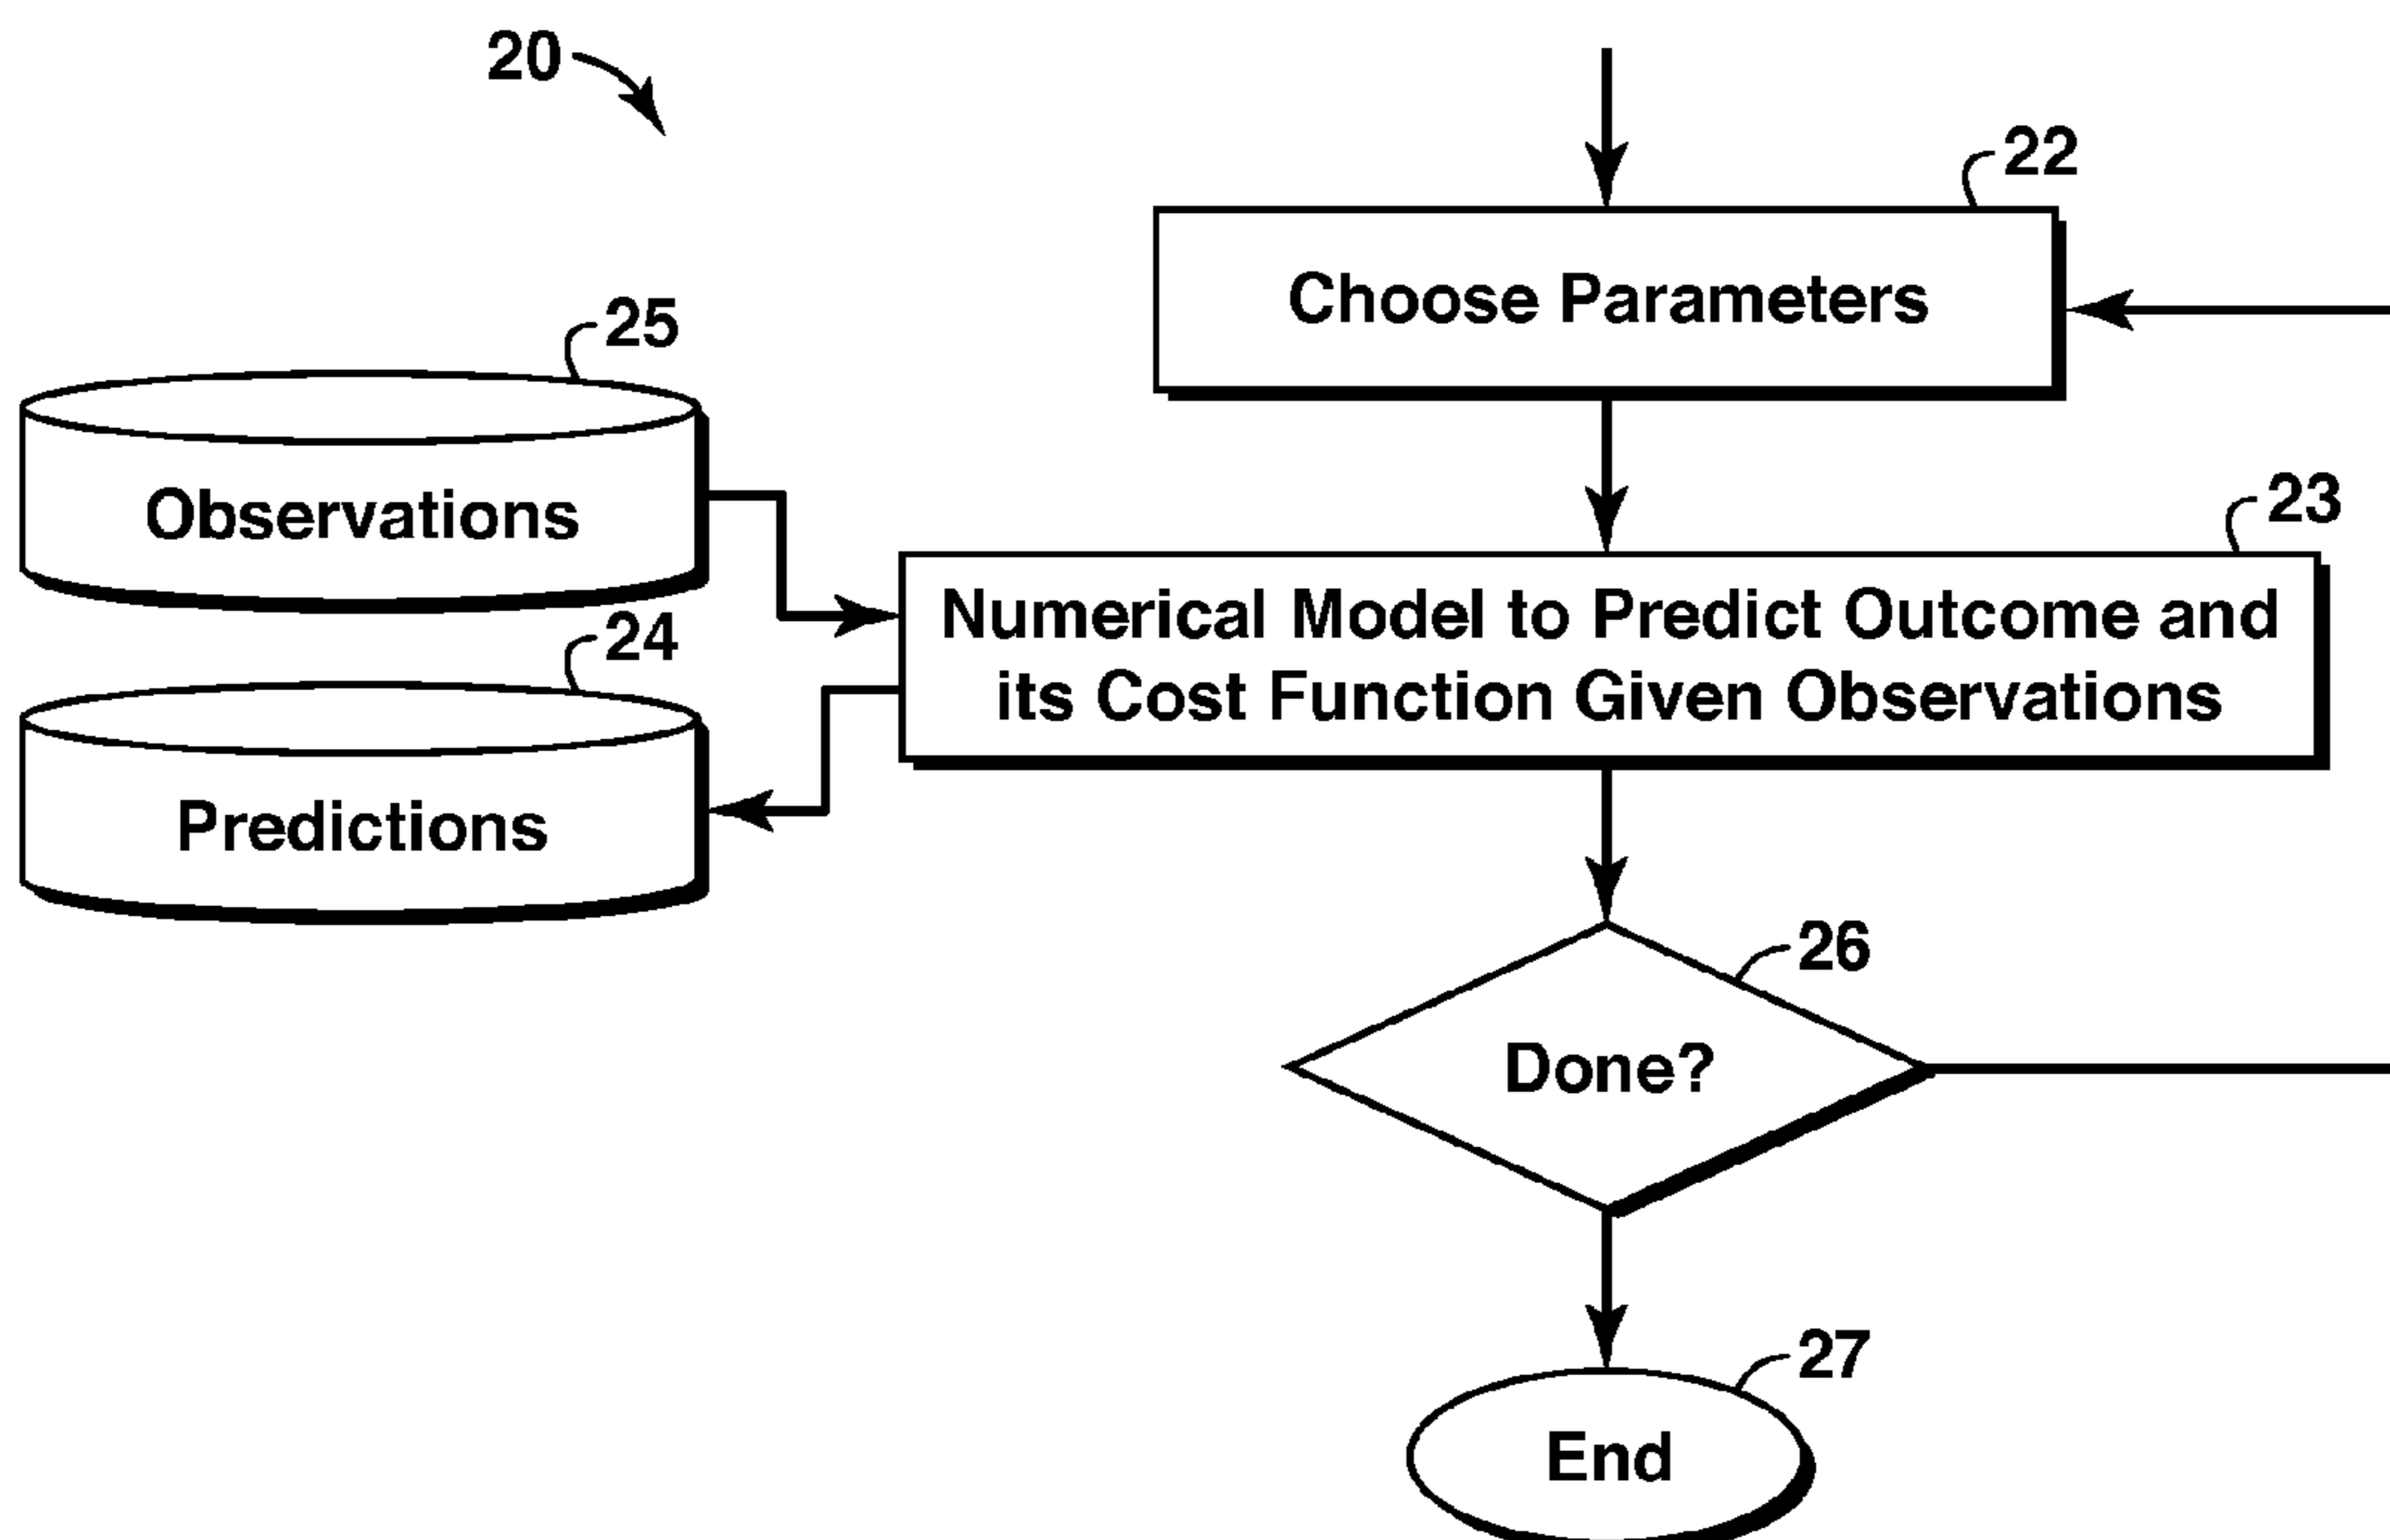 20
22
Choose Parameters
25
Observations
23
Numerical Model to Predict Outcome and
its Cost Function Given Observations
24
Predictions
26
Done?
27
End